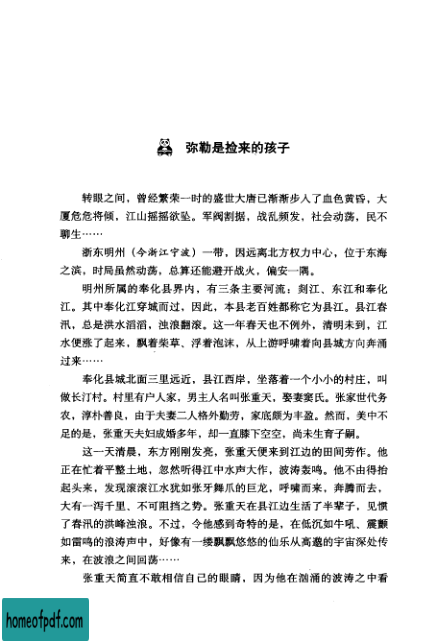 弥勒是捡来的孩子
转眼之间，曾经繁荣一时的盛世大唐已渐渐步入了血色黄昏，大
厦危危将倾，江山摇摇欲坠。军阀割据，战乱频发，社会动荡，民不
聊生……
浙东明州（今浙江宁波）一带，因远离北方权力中心，位于东海
之滨，时局虽然动荡，总算还能避开战火，偏安一隅。
明州所属的奉化县界内，有三条主要河流：剡江、东江和奉化
江。其中奉化江穿城而过，因此，本县老百姓都称它为县江。县江春
汛，总是洪水滔滔，浊浪翻滚。这一年春天也不例外，清明未到，江
水便涨了起来，飘着柴草、浮着泡沫，从上游呼啸着向县城方向奔涌
过来……
奉化县城北面三里远近，县江西岸，坐落着一个小小的村庄，叫
做长汀村。村里有户人家，男主人名叫张重天，娶妻窦氏。张家世代务
农，淳朴善良，由于夫妻二人格外勤劳，家底颇为丰盈。然而，美中不
足的是，张重天夫妇成婚多年，却一直膝下空空，尚未生育子嗣。
这一天清晨，东方刚刚发亮，张重天便来到江边的田间劳作。他
正在忙着平整土地，忽然听得江中水声大作，波涛轰鸣。他不由得抬
起头来，发现滚滚江水犹如张牙舞爪的巨龙，呼啸而来，奔腾而去，
大有一泻千里、不可阻挡之势。张重天在县江边生活了半辈子，见惯
了春汛的洪峰浊浪。不过，令他感到奇特的是，在低沉如牛吼、震颤
如雷鸣的浪涛声中，好像有一缕飘飘悠悠的仙乐从高邈的宇宙深处传
来，在波浪之间回荡……
张重天简直不敢相信自己的眼睛，因为他在汹涌的波涛之中看
homeofpdf.com